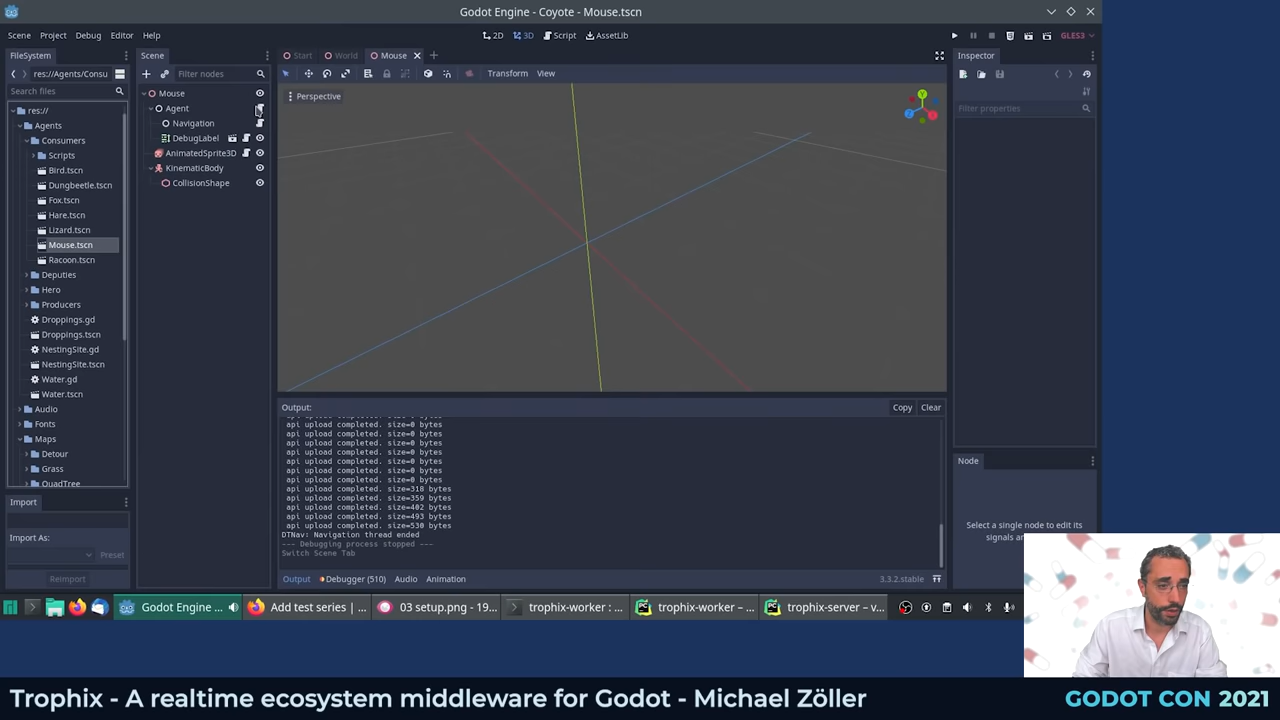 Godot Engine - Coyote - Mouse.tscn
Scene Project Debug Editor Help
2D 3D Script AssetLib
GLES3
FileSystem
res://Agents/Consu
Search files
res://
Agents
Consumers
Scripts
Bird.tscn
Dungbeetle.tscn
Fox.tscn
Hare.tscn
Lizard.tscn
Mouse.tscn
Racoon.tscn
Deputies
Hero
Producers
Droppings.gd
Droppings.tscn
NestingSite.gd
NestingSite.tscn
Water.gd
Water.tscn
Audio
Fonts
Maps
Detour
Grass
QuadTree
Import
Import As:
Preset
Reimport
Scene
Filter nodes
Mouse
Agent
Navigation
DebugLabel
AnimatedSprite3D
KinematicBody
CollisionShape
Start World Mouse
Transform View
Perspective
Output:
Copy Clear
api upload completed. size=0 bytes
api upload completed. size=0 bytes
api upload completed. size=0 bytes
api upload completed. size=0 bytes
api upload completed. size=0 bytes
api upload completed. size=0 bytes
api upload completed. size=0 bytes
api upload completed. size=318 bytes
api upload completed. size=359 bytes
api upload completed. size=402 bytes
api upload completed. size=493 bytes
api upload completed. size=530 bytes
DTNav: Navigation thread ended
--- Debugging process stopped ---
Switch Scene Tab
Output Debugger (510) Audio Animation
3.3.2.stable
Inspector
Filter properties
Node
Select a single node to edit its
signals an
Godot Engine ...
Add test series | ...
03 setup.png - 19...
trophix-worker : ...
trophix-worker – ...
trophix-server – v...
Trophix - A realtime ecosystem middleware for Godot - Michael Zöller
GODOT CON 2021